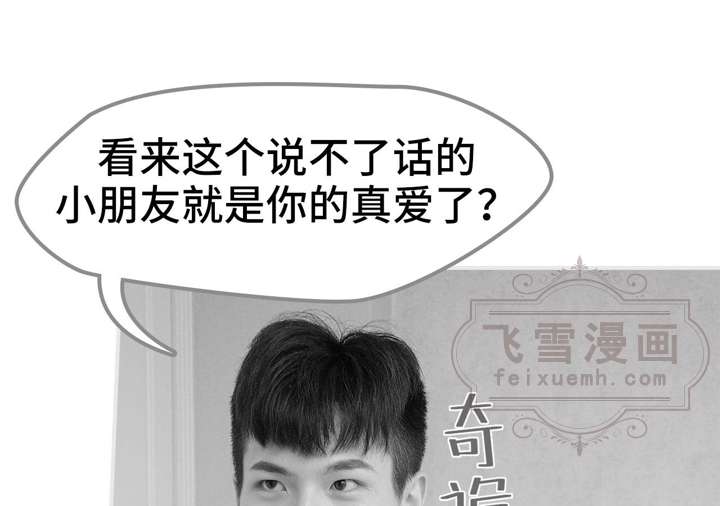 看来这个说不了话的
小朋友就是你的真爱了？
飞雪漫画
feixuemh.com
奇
诡